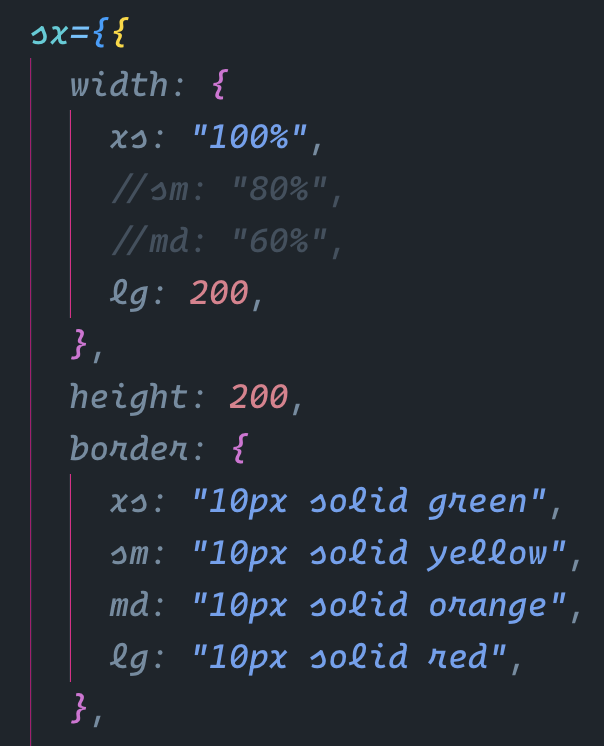 sx={{
width: {
xs: "100%",
//sm: "80%",
//md: "60%",
lg: 200,
},
height: 200,
border: {
xs: "10px solid green",
sm: "10px solid yellow",
md: "10px solid orange",
lg: "10px solid red",
},